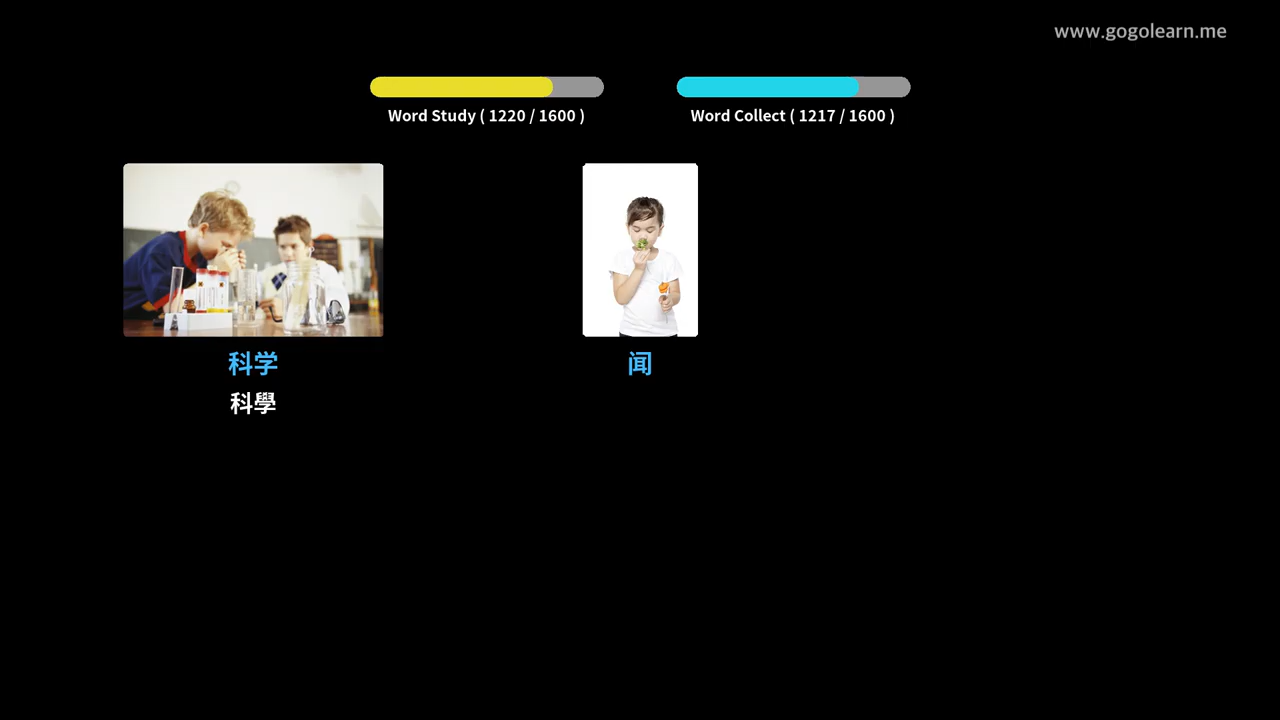 www.gogolearn.me
Word Study ( 1220 / 1600 )
Word Collect ( 1217 / 1600 )
科学
闻
科學